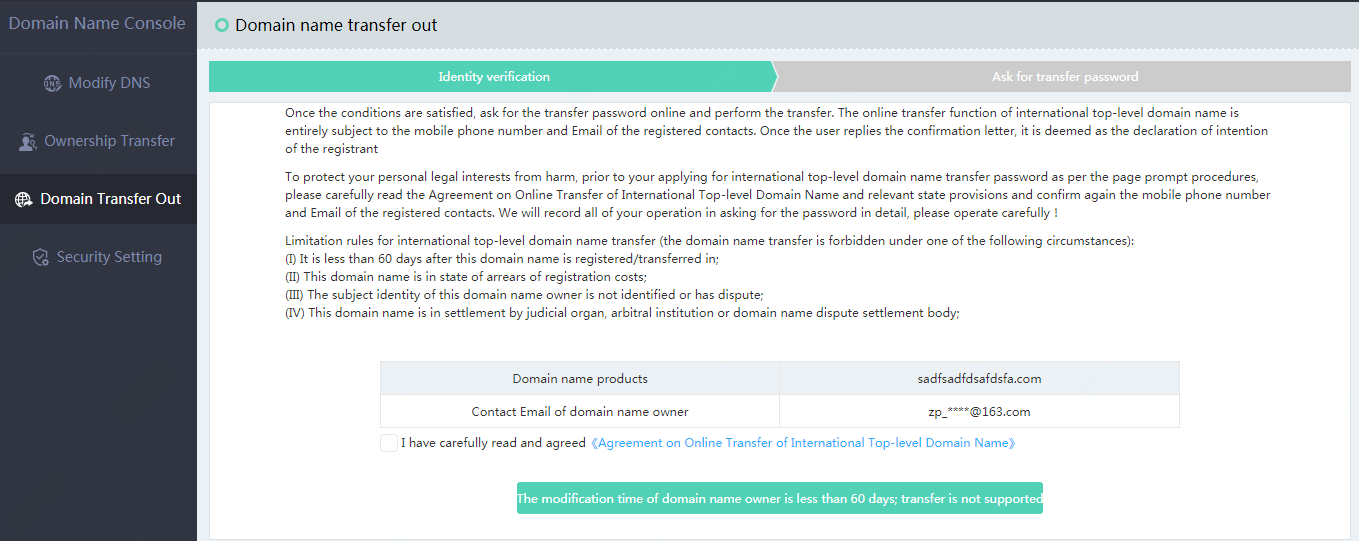 Domain Name Console
Domain name transfer out
Identity verification
Ask for transfer password
DNS
Modify DNS
Ownership Transfer
Domain Transfer Out
Security Setting
Once the conditions are satisfied, ask for the transfer password online and perform the transfer. The online transfer function of international top-level domain name is
entirely subject to the mobile phone number and Email of the registered contacts. Once the user replies the confirmation letter, it is deemed as the declaration of intention
of the registrant
To protect your personal legal interests from harm, prior to your applying for international top-level domain name transfer password as per the page prompt procedures,
please carefully read the Agreement on Online Transfer of International Top-level Domain Name and relevant state provisions and confirm again the mobile phone number
and Email of the registered contacts. We will record all of your operation in asking for the password in detail, please operate carefully！
Limitation rules for international top-level domain name transfer (the domain name transfer is forbidden under one of the following circumstances):
(I) It is less than 60 days after this domain name is registered/transferred in;
(II) This domain name is in state of arrears of registration costs;
(III) The subject identity of this domain name owner is not identified or has dispute;
(IV) This domain name is in settlement by judicial organ, arbitral institution or domain name dispute settlement body;
Domain name products
sadfsadfdsafdsfa.com
Contact Email of domain name owner
zp_****@163.com
I have carefully read and agreed《Agreement on Online Transfer of International Top-level Domain Name》
The modification time of domain name owner is less than 60 days; transfer is not supported